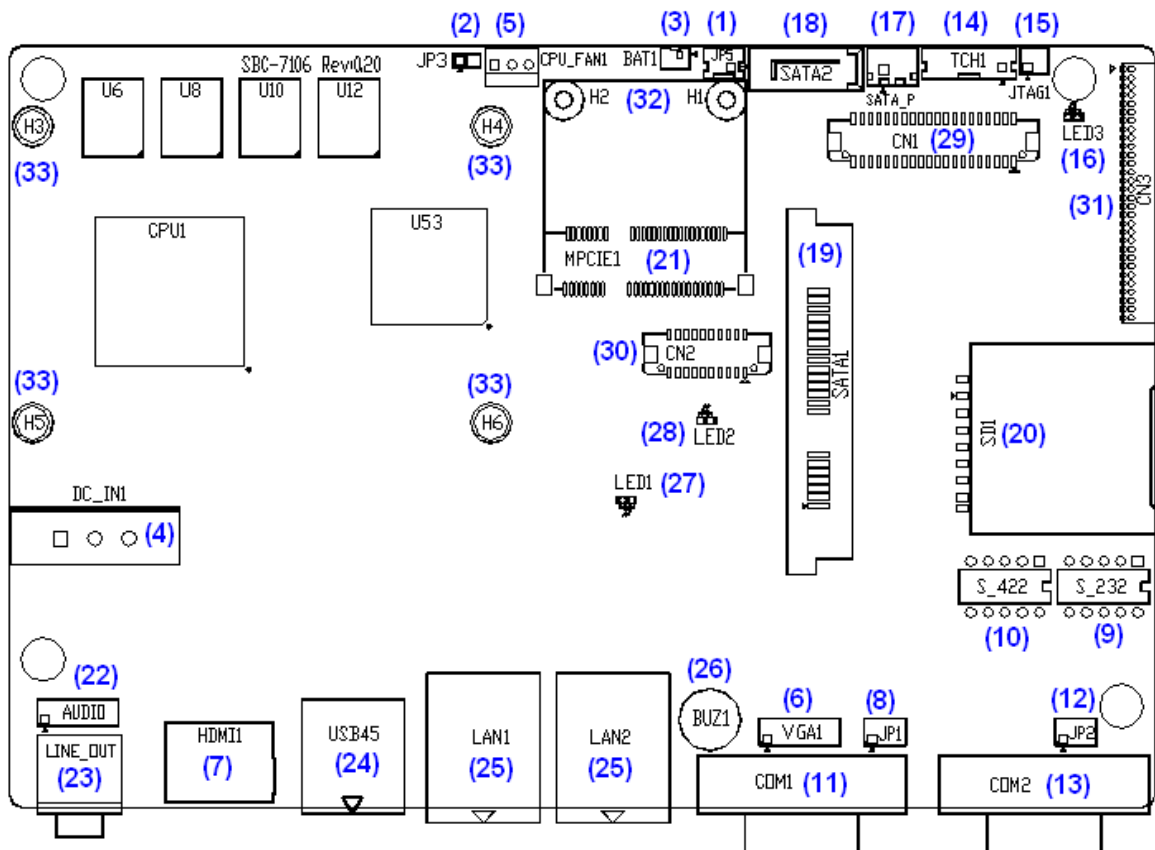 (2) (5) (3) (1) (18) (17) (14) (15)
JP3 CPU_FAN1 BAT1 JP5 SATA2 TCH1
SBC-7106 Rev:0.20
U6 U8 U10 U12
H2 (32) H1 SATA_P JTAG1
H3 H4 CN1 (29) LED3
(33) (33) (16)
CN3
(31)
CPU1 U53
MPCIE1 (21) (19)
(30) CN2 SATA1
(33) (33)
H5 H6 (28) LED2 SD1 (20)
LED1 (27)
DC_IN1
(4)
S_422 S_232
(10) (9)
(22) (26) (6) (8) (12)
AUDIO BUZ1 VGA1 JP1 JP2
LINE_OUT HDMI1 USB45 LAN1 LAN2
(23) (7) (24) (25) (25) COM1 (11) COM2 (13)